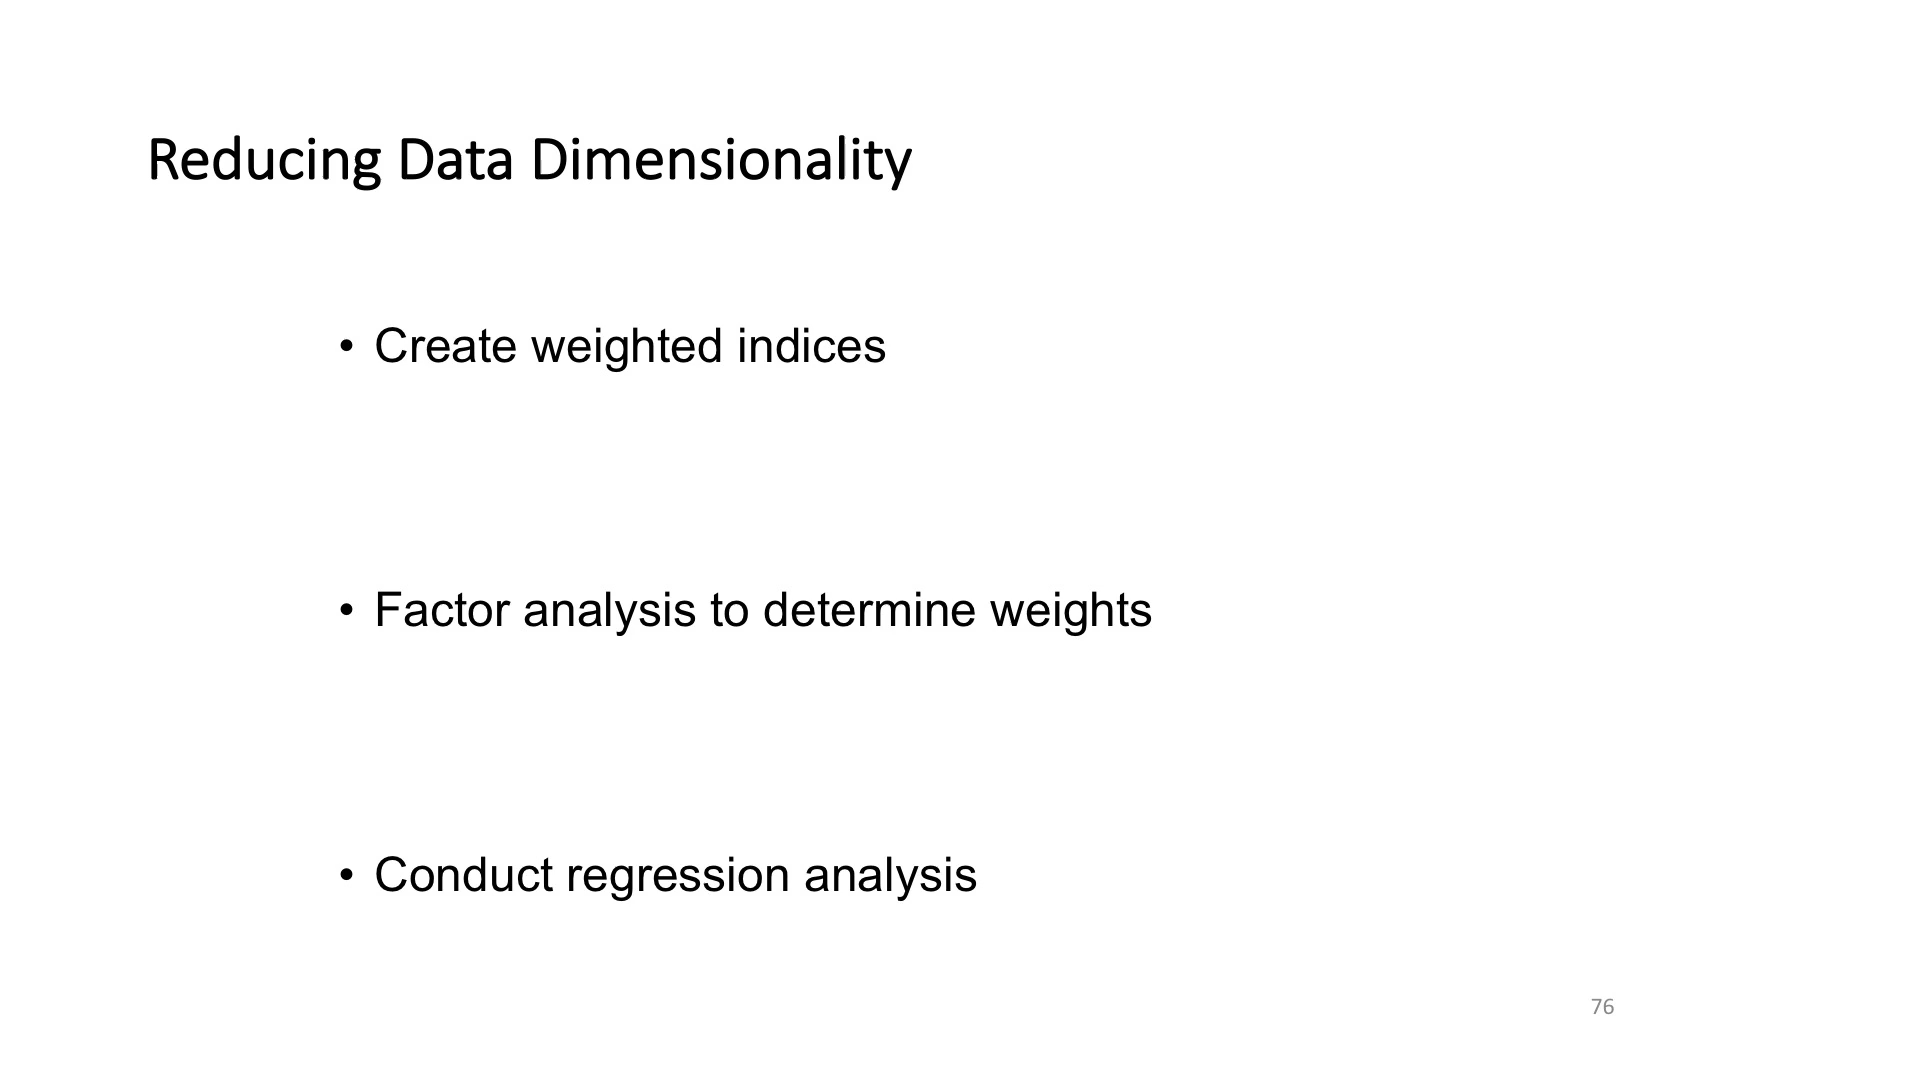 Reducing Data Dimensionality
• Create weighted indices
• Factor analysis to determine weights
• Conduct regression analysis
76